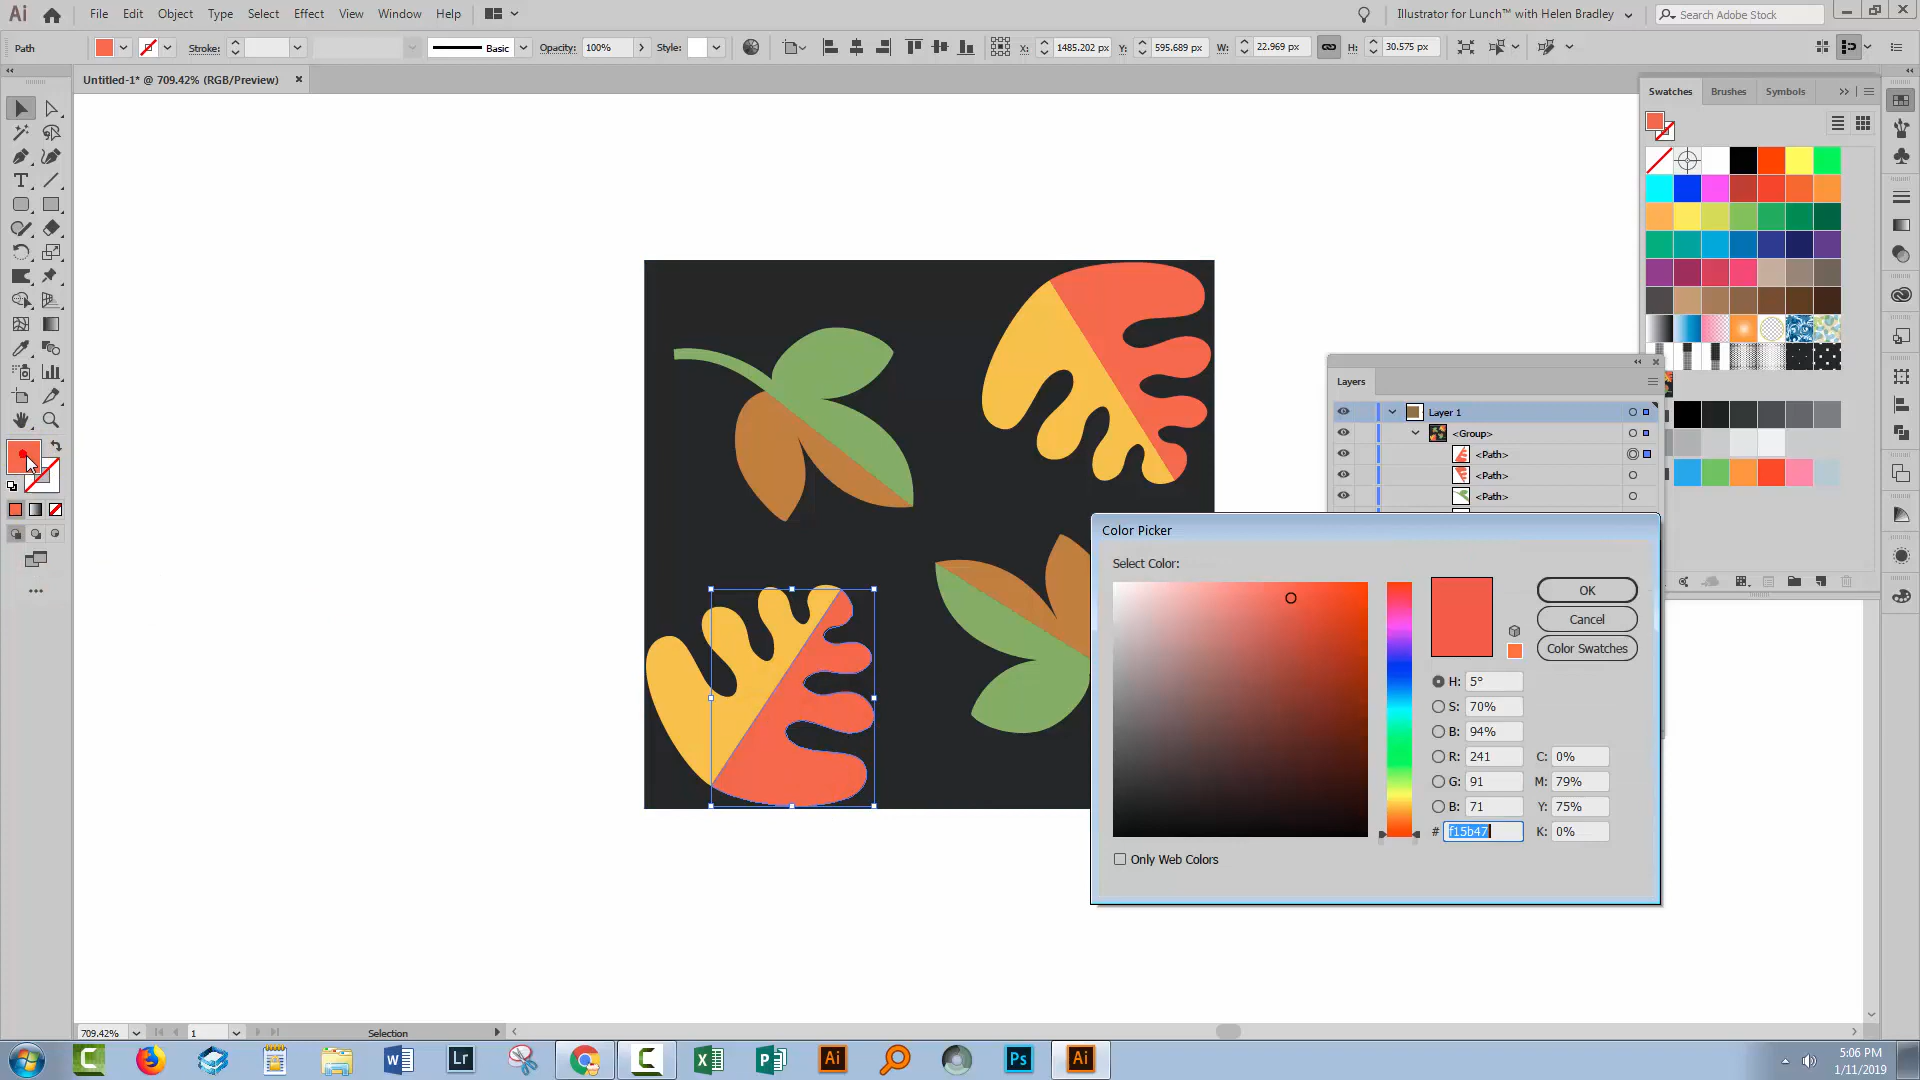 Ai File Edit Object Type Select Effect View Window Help Illustrator for Lunch™ with Helen Bradley Search Adobe Stock
Path Stroke: Basic Opacity: 100% Style: X: 1485.202 px Y: 595.689 px W: 22.969 px H: 30.575 px
Untitled-1* @ 709.42% (RGB/Preview) ×
Swatches Brushes Symbols
Layers
Layer 1
<Group>
<Path>
<Path>
<Path>
Color Picker
Select Color:
OK
Cancel
Color Swatches
H: 5°
S: 70%
B: 94%
R: 241 C: 0%
G: 91 M: 79%
B: 71 Y: 75%
# f15b47 K: 0%
Only Web Colors
709.42% 1 Selection
W Lr X P Ai Ps Ai
5:06 PM
1/11/2019